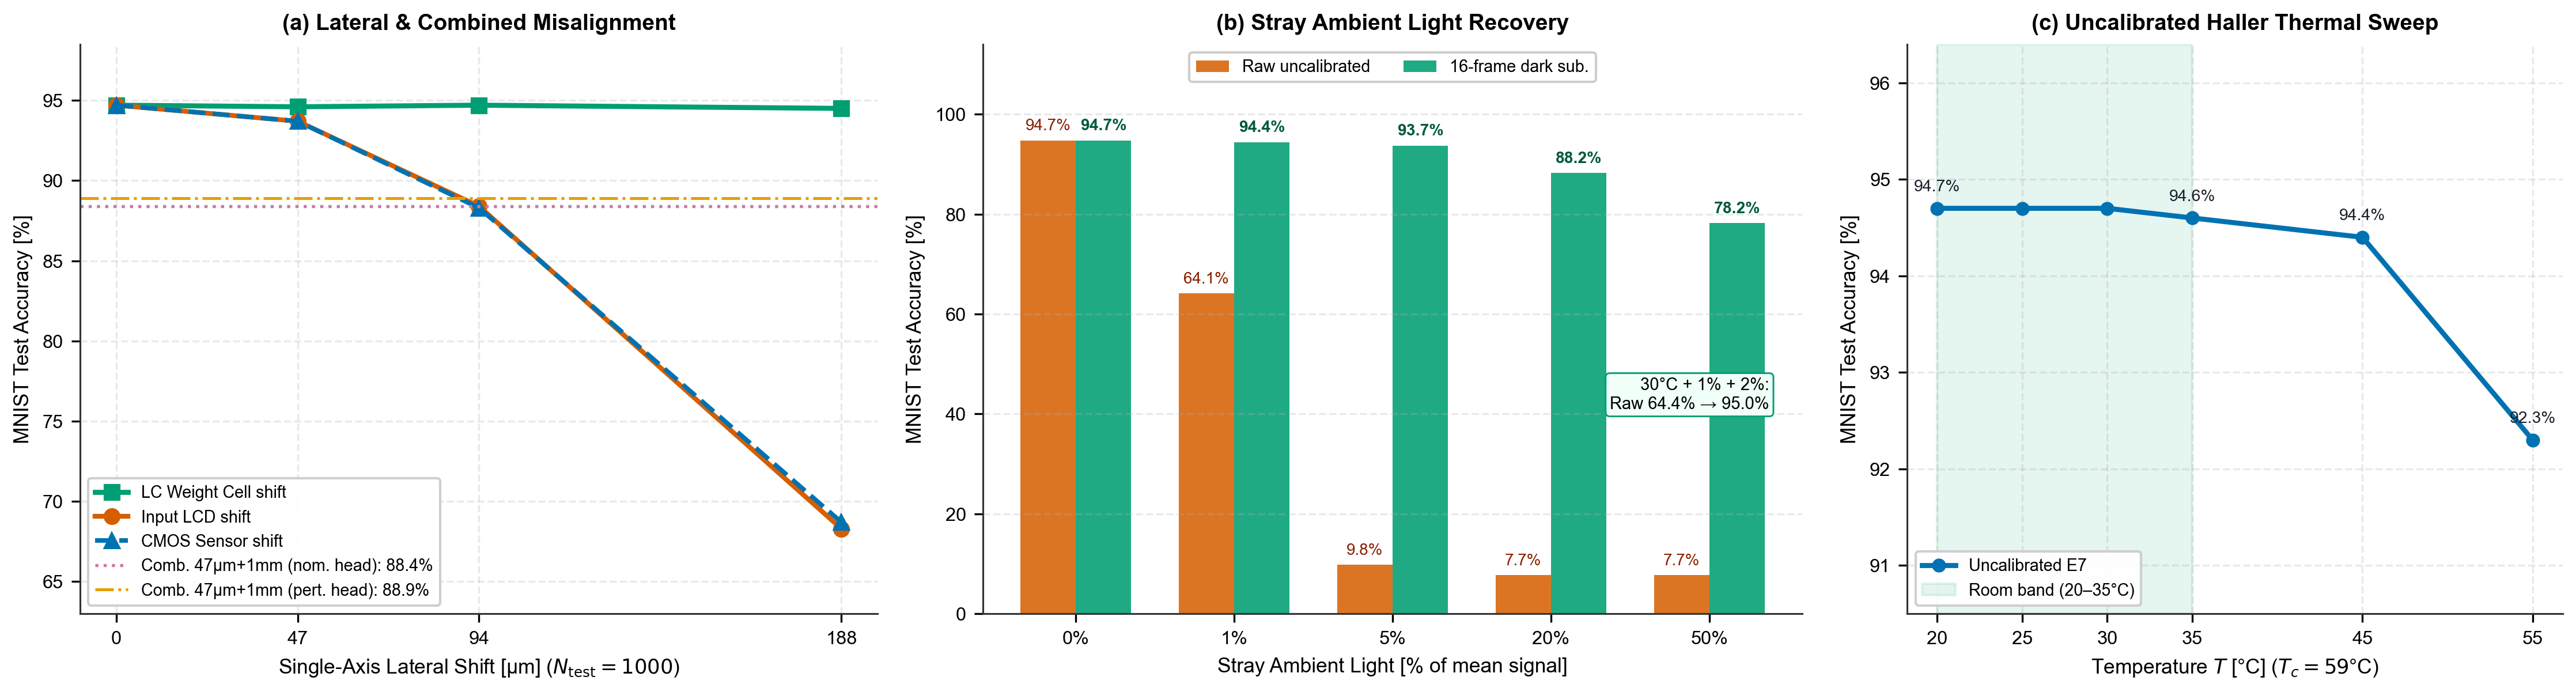 (a) Lateral & Combined Misalignment
MNIST Test Accuracy [%]
95
90
85
80
75
70
65
LC Weight Cell shift
Input LCD shift
CMOS Sensor shift
Comb. 47µm+1mm (nom. head): 88.4%
Comb. 47µm+1mm (pert. head): 88.9%
0 47 94 188
Single-Axis Lateral Shift [µm] (N_test = 1000)
(b) Stray Ambient Light Recovery
MNIST Test Accuracy [%]
Raw uncalibrated 16-frame dark sub.
100
80
60
40
20
0
94.7% 94.7%
64.1% 94.4%
9.8% 93.7%
7.7% 88.2%
7.7% 78.2%
30°C + 1% + 2%:
Raw 64.4% → 95.0%
0% 1% 5% 20% 50%
Stray Ambient Light [% of mean signal]
(c) Uncalibrated Haller Thermal Sweep
MNIST Test Accuracy [%]
96
95
94
93
92
91
94.7%
94.6%
94.4%
92.3%
Uncalibrated E7
Room band (20–35°C)
20 25 30 35 45 55
Temperature T [°C] (T_c = 59°C)